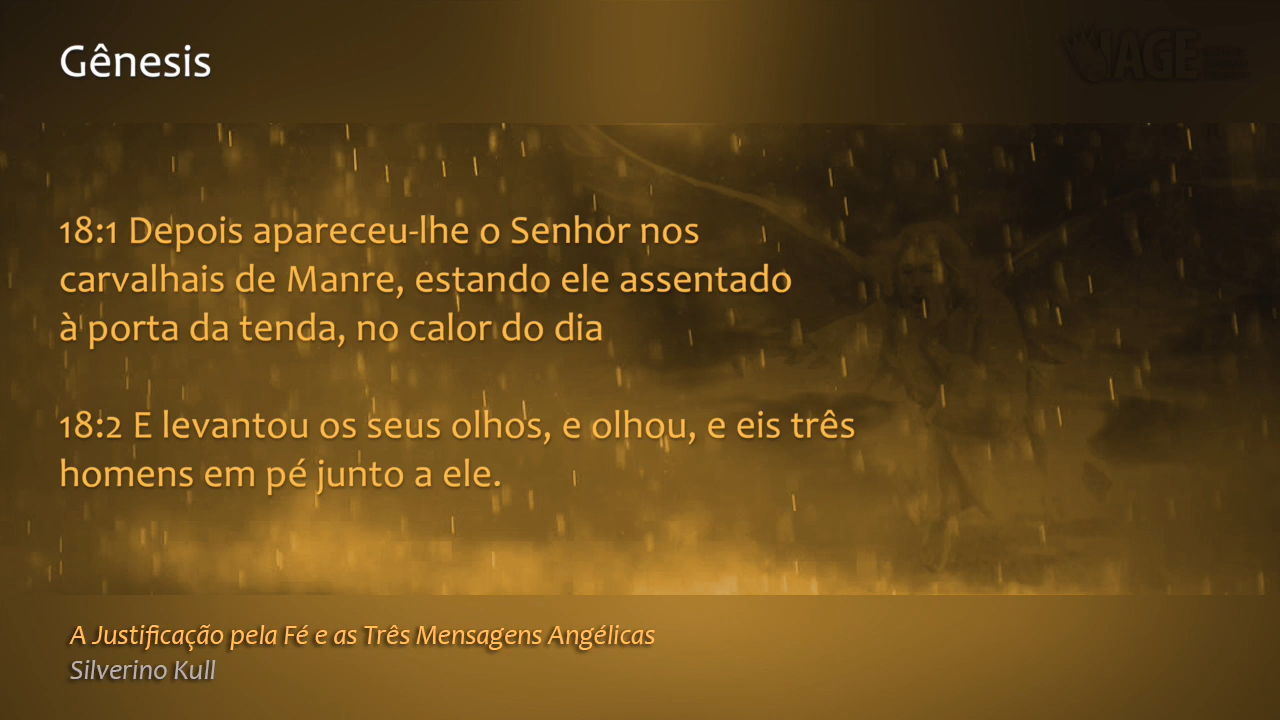 Gênesis
IAGE
18:1 Depois apareceu-lhe o Senhor nos
carvalhais de Manre, estando ele assentado
à porta da tenda, no calor do dia
18:2 E levantou os seus olhos, e olhou, e eis três
homens em pé junto a ele.
A Justificação pela Fé e as Três Mensagens Angélicas
Silverino Kull